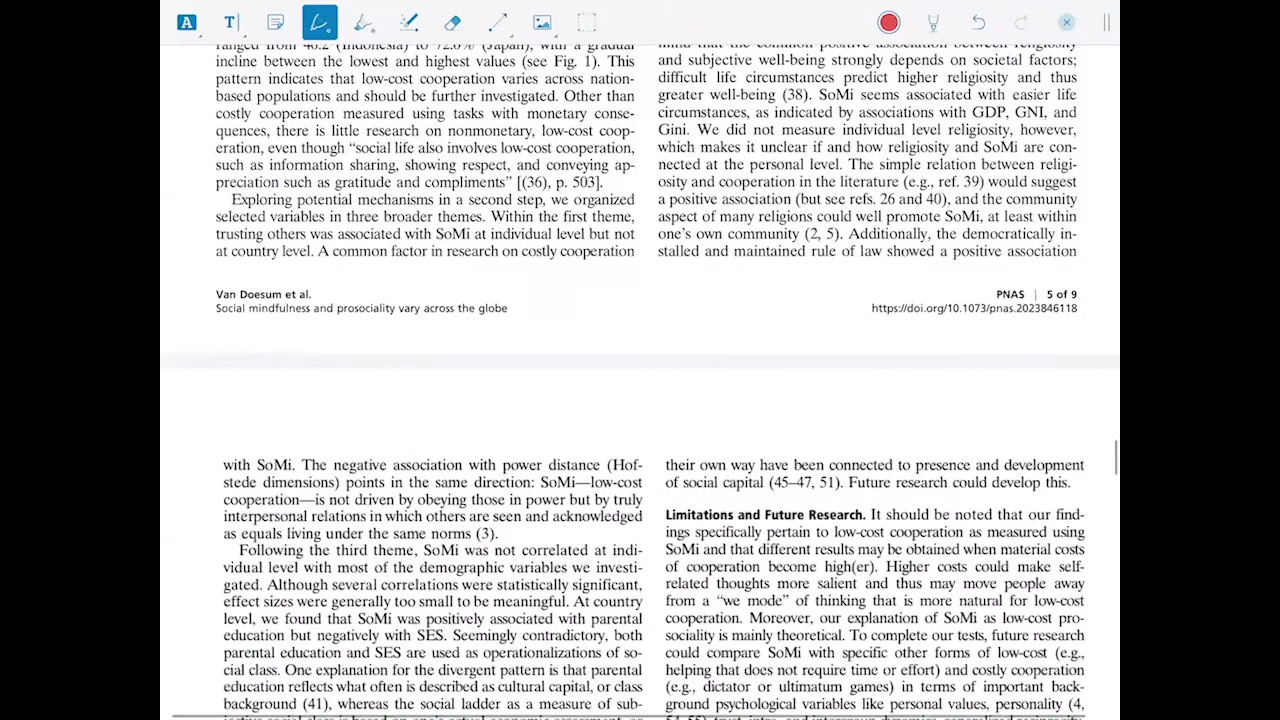 A
T
ranged from 46.2 (Indonesia) to 72.0% (Japan), with a gradual
incline between the lowest and highest values (see Fig. 1). This
pattern indicates that low-cost cooperation varies across nation-
based populations and should be further investigated. Other than
costly cooperation measured using tasks with monetary conse-
quences, there is little research on nonmonetary, low-cost coop-
eration, even though “social life also involves low-cost cooperation,
such as information sharing, showing respect, and conveying ap-
preciation such as gratitude and compliments” [(36), p. 503].
Exploring potential mechanisms in a second step, we organized
selected variables in three broader themes. Within the first theme,
trusting others was associated with SoMi at individual level but not
at country level. A common factor in research on costly cooperation
mind that the common positive association between religiosity
and subjective well-being strongly depends on societal factors;
difficult life circumstances predict higher religiosity and thus
greater well-being (38). SoMi seems associated with easier life
circumstances, as indicated by associations with GDP, GNI, and
Gini. We did not measure individual level religiosity, however,
which makes it unclear if and how religiosity and SoMi are con-
nected at the personal level. The simple relation between religi-
osity and cooperation in the literature (e.g., ref. 39) would suggest
a positive association (but see refs. 26 and 40), and the community
aspect of many religions could well promote SoMi, at least within
one’s own community (2, 5). Additionally, the democratically in-
stalled and maintained rule of law showed a positive association
Van Doesum et al.
Social mindfulness and prosociality vary across the globe
PNAS | 5 of 9
https://doi.org/10.1073/pnas.2023846118
with SoMi. The negative association with power distance (Hof-
stede dimensions) points in the same direction: SoMi—low-cost
cooperation—is not driven by obeying those in power but by truly
interpersonal relations in which others are seen and acknowledged
as equals living under the same norms (3).
Following the third theme, SoMi was not correlated at indi-
vidual level with most of the demographic variables we investi-
gated. Although several correlations were statistically significant,
effect sizes were generally too small to be meaningful. At country
level, we found that SoMi was positively associated with parental
education but negatively with SES. Seemingly contradictory, both
parental education and SES are used as operationalizations of so-
cial class. One explanation for the divergent pattern is that parental
education reflects what often is described as cultural capital, or class
background (41), whereas the social ladder as a measure of sub-
their own way have been connected to presence and development
of social capital (45–47, 51). Future research could develop this.
Limitations and Future Research. It should be noted that our find-
ings specifically pertain to low-cost cooperation as measured using
SoMi and that different results may be obtained when material costs
of cooperation become high(er). Higher costs could make self-
related thoughts more salient and thus may move people away
from a “we mode” of thinking that is more natural for low-cost
cooperation. Moreover, our explanation of SoMi as low-cost pro-
sociality is mainly theoretical. To complete our tests, future research
could compare SoMi with specific other forms of low-cost (e.g.,
helping that does not require time or effort) and costly cooperation
(e.g., dictator or ultimatum games) in terms of important back-
ground psychological variables like personal values, personality (4,